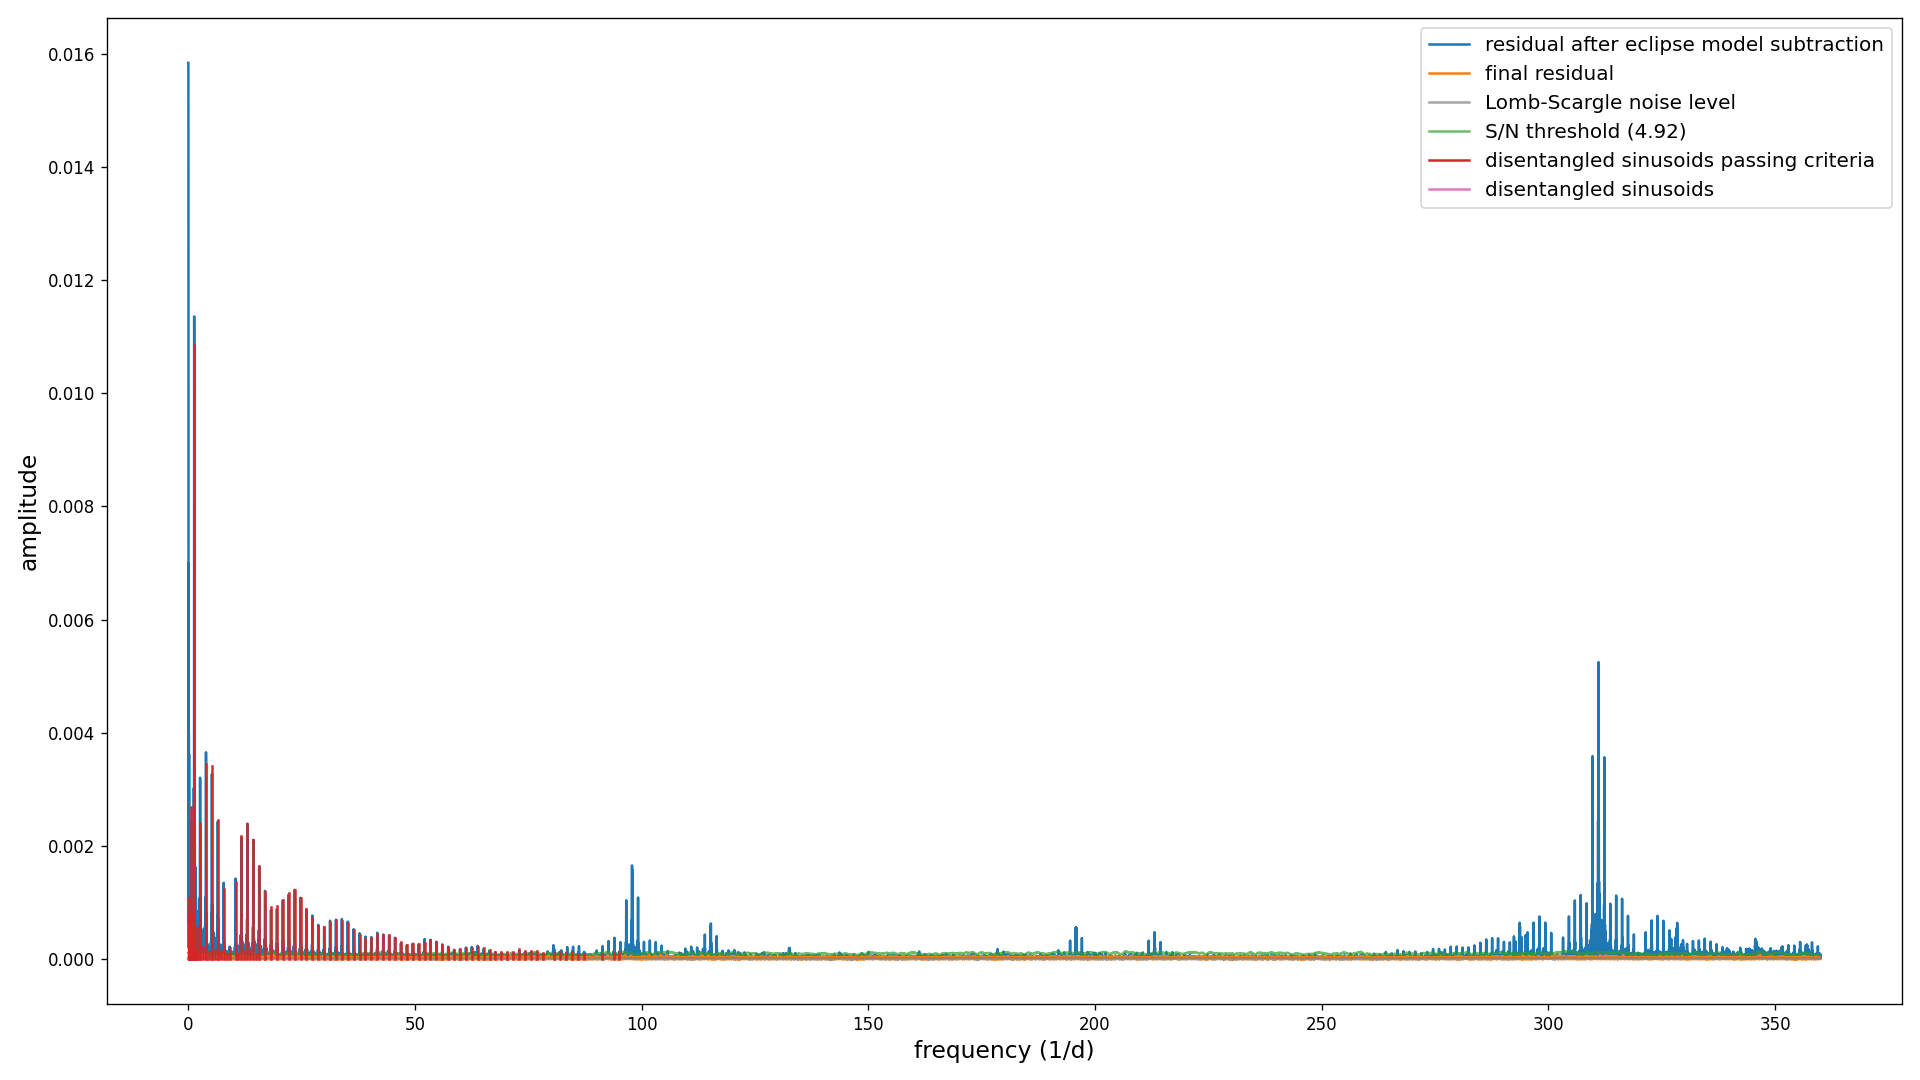 residual after eclipse model subtraction
final residual
Lomb-Scargle noise level
S/N threshold (4.92)
disentangled sinusoids passing criteria
disentangled sinusoids
0.016
0.014
0.012
0.010
0.008
0.006
0.004
0.002
0.000
amplitude
0 50 100 150 200 250 300 350
frequency (1/d)